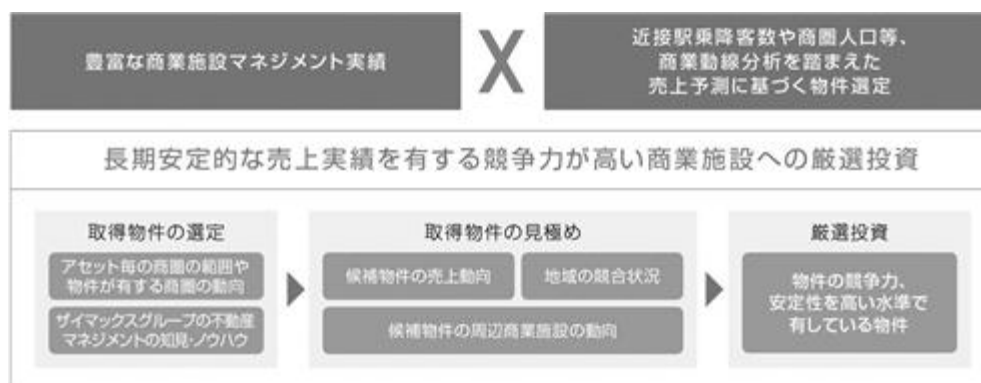 豊富な商業施設マネジメント実績
X
近接駅乗降客数や商圏人口等、
商業動線分析を踏まえた
売上予測に基づく物件選定
長期安定的な売上実績を有する競争力が高い商業施設への厳選投資
取得物件の選定
アセット毎の商圏の範囲や
物件が有する商圏の動向
ザイマックスグループの不動産
マネジメントの知見・ノウハウ
取得物件の見極め
候補物件の売上動向
地域の競合状況
候補物件の周辺商業施設の動向
厳選投資
物件の競争力、
安定性を高い水準で
有している物件